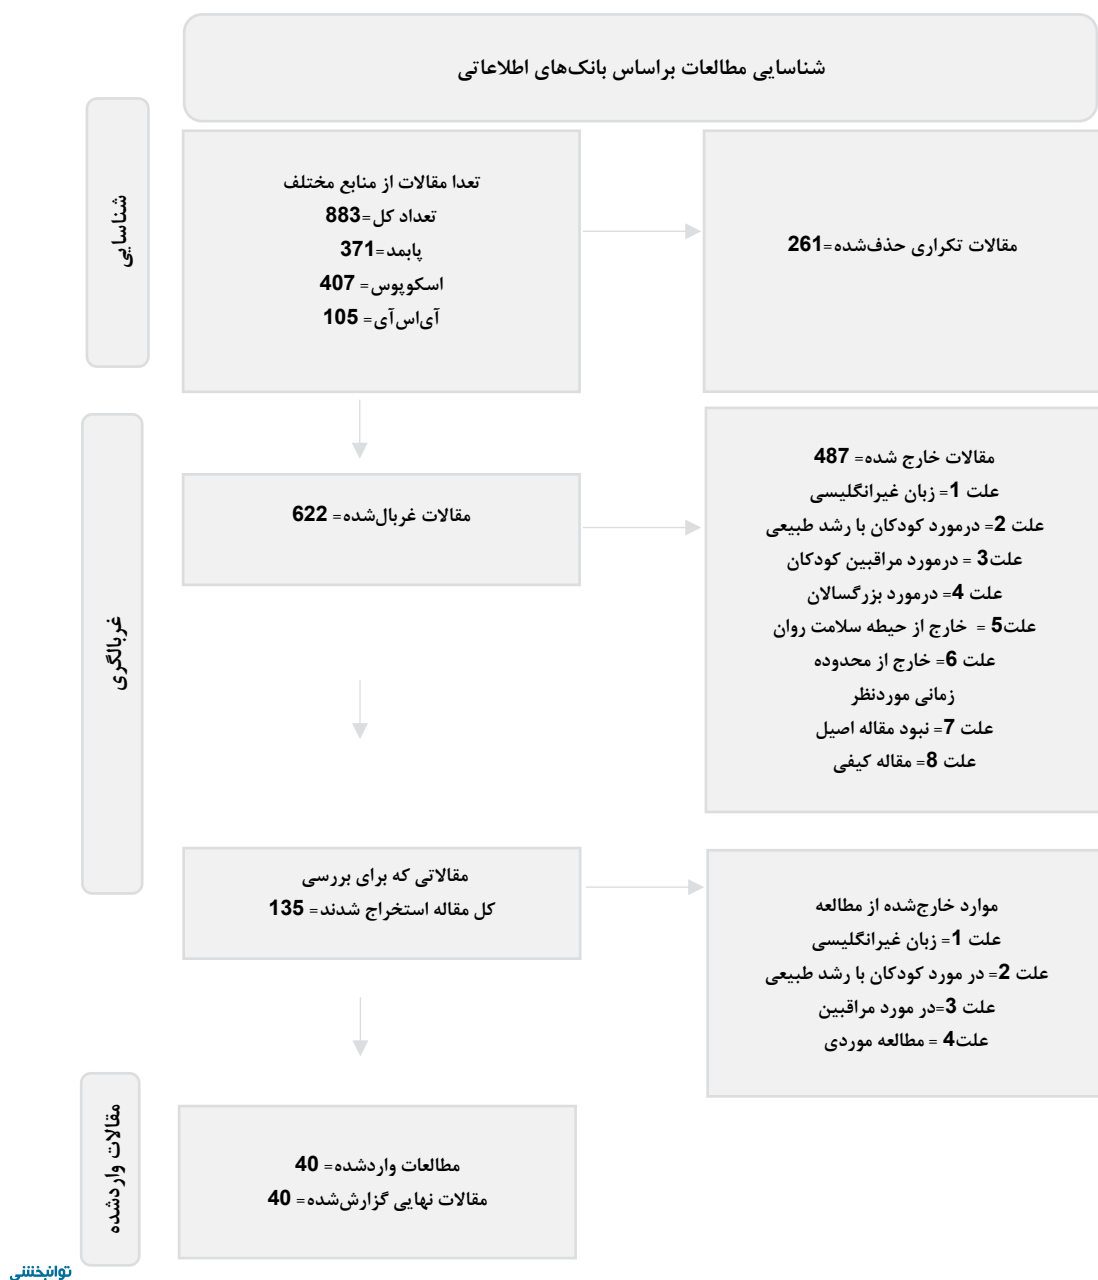 شناسایی مطالعات براساس بانک‌های اطلاعاتی
شناسایی
تعدا مقالات از منابع مختلف
تعداد کل=883
پابمد=371
اسکوپوس= 407
آی‌اس‌آی= 105
مقالات تکراری حذف‌شده=261
غربالگری
مقالات غربال‌شده= 622
مقالات خارج شده= 487
علت 1= زبان غیرانگلیسی
علت 2= درمورد کودکان با رشد طبیعی
علت3 = درمورد مراقبین کودکان
علت 4= درمورد بزرگسالان
علت5 = خارج از حیطه سلامت روان
علت 6= خارج از محدوده
زمانی موردنظر
علت 7= نبود مقاله اصیل
علت 8= مقاله کیفی
مقالاتی که برای بررسی
کل مقاله استخراج شدند= 135
موارد خارج‌شده از مطالعه
علت 1= زبان غیرانگلیسی
علت 2= در مورد کودکان با رشد طبیعی
علت 3=در مورد مراقبین
علت4 = مطالعه موردی
مقالات واردشده
مطالعات واردشده= 40
مقالات نهایی گزارش‌شده= 40
توانبخشی